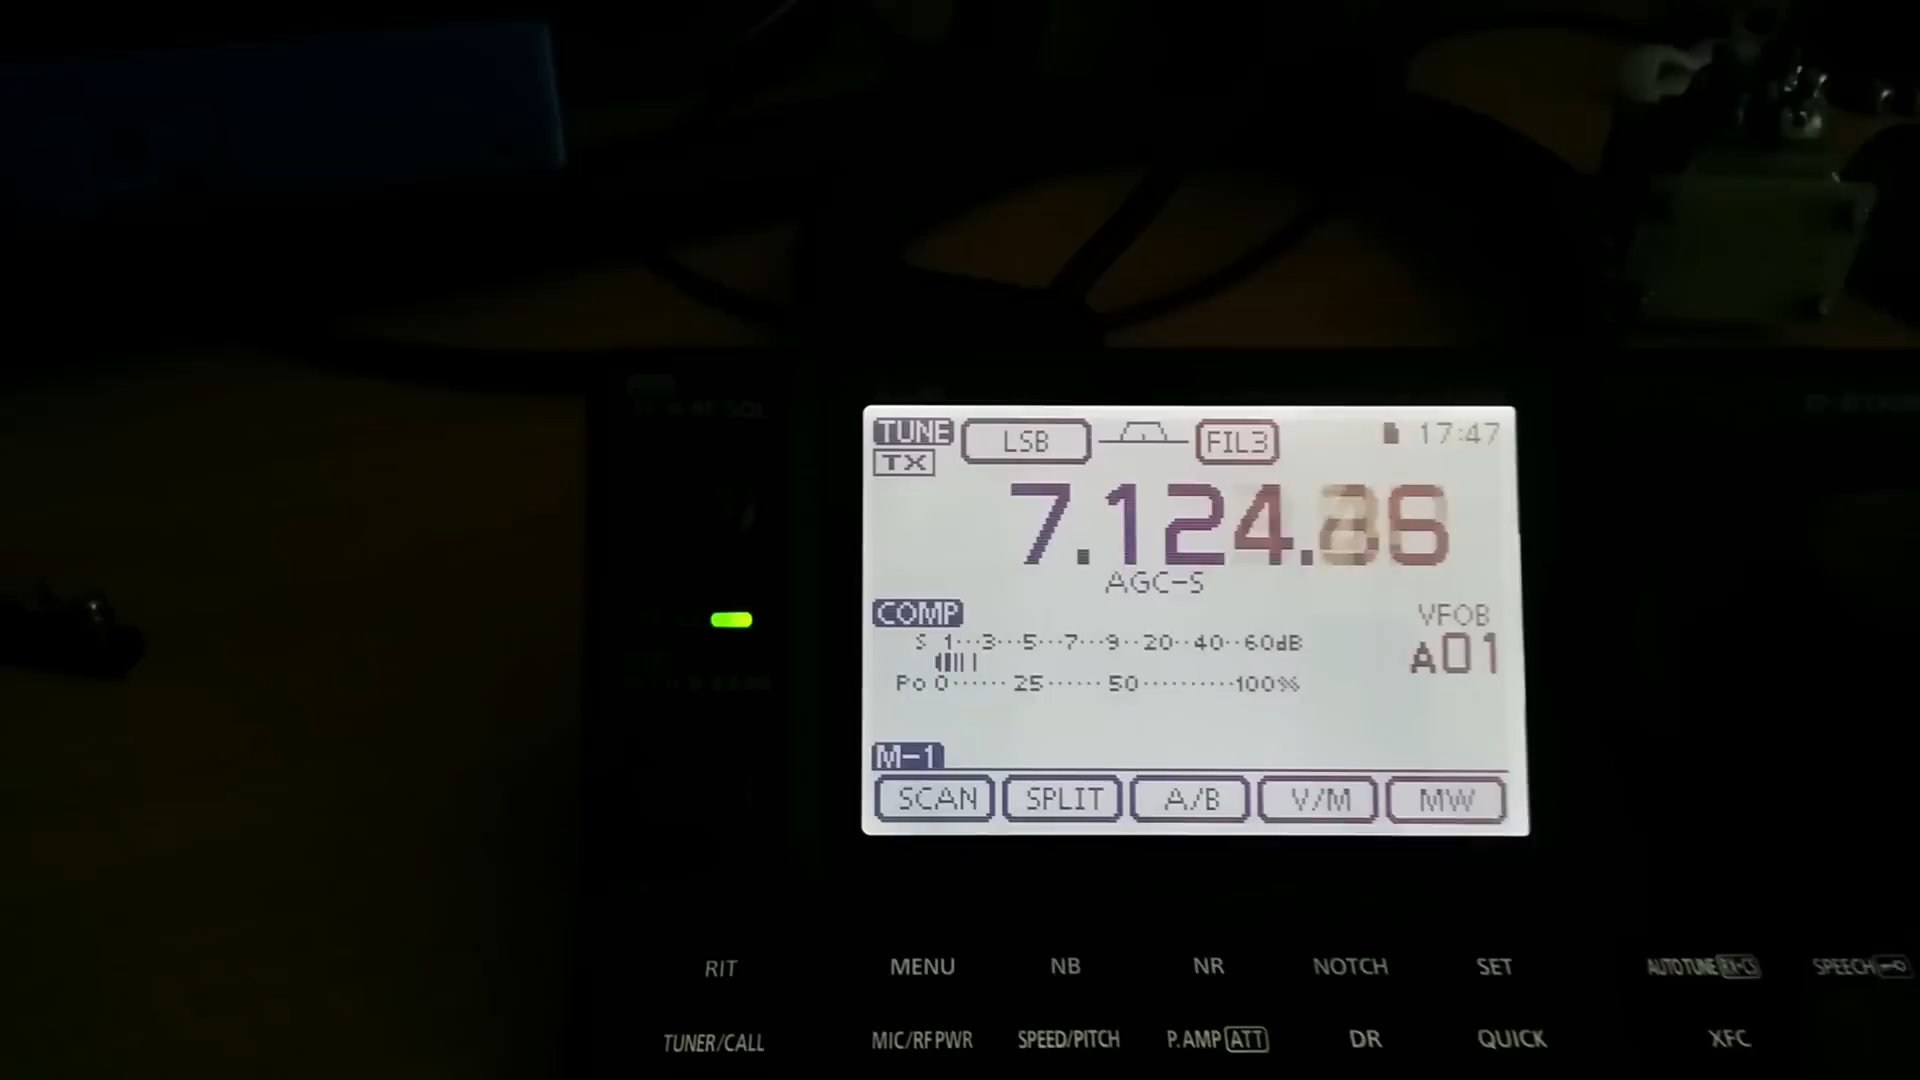 TUNE LSB FIL3 17:47
TX
7.124.
AGC-S
COMP VFOB
S 1···3···5···7···9··20··40··60dB A01
Po 0······25······50··········100%
M-1
SCAN SPLIT A/B V/M MW
RIT MENU NB NR NOTCH SET AUTOTUNE RX→CS SPEECH
TUNER/CALL MIC/RF PWR SPEED/PITCH P.AMP ATT DR QUICK XFC